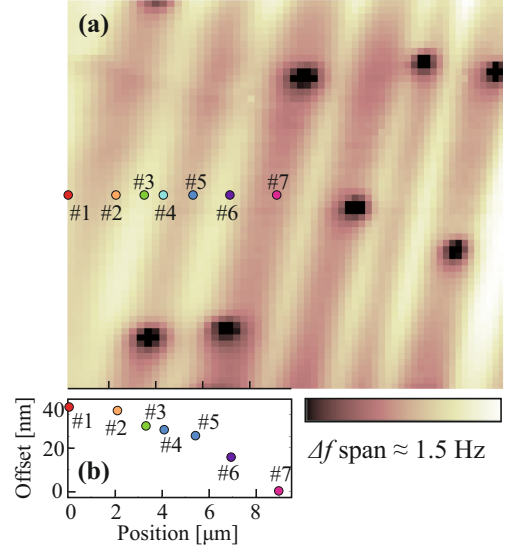 (a)
#3 #5 #7
#1 #2 #4 #6
Δf span ≈ 1.5 Hz
Offset [nm]
40
20
0
#1 #2 #3 #4 #5 #6 #7
(b)
0 2 4 6 8
Position [μm]